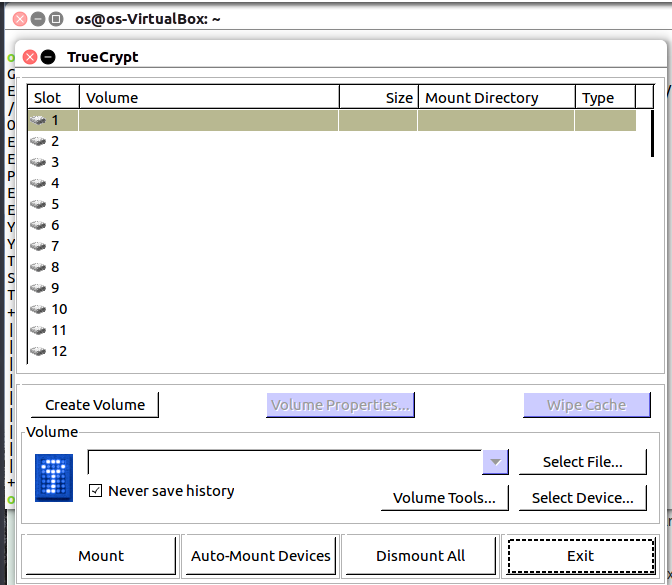 os@os-VirtualBox: ~
TrueCrypt
Slot Volume Size Mount Directory Type
1
2
3
4
5
6
7
8
9
10
11
12
Create Volume Volume Properties... Wipe Cache
Volume
Select File...
Never save history
Volume Tools... Select Device...
Mount Auto-Mount Devices Dismount All Exit